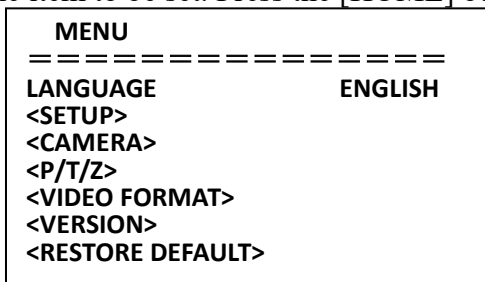 MENU
================
LANGUAGE ENGLISH
<SETUP>
<CAMERA>
<P/T/Z>
<VIDEO FORMAT>
<VERSION>
<RESTORE DEFAULT>